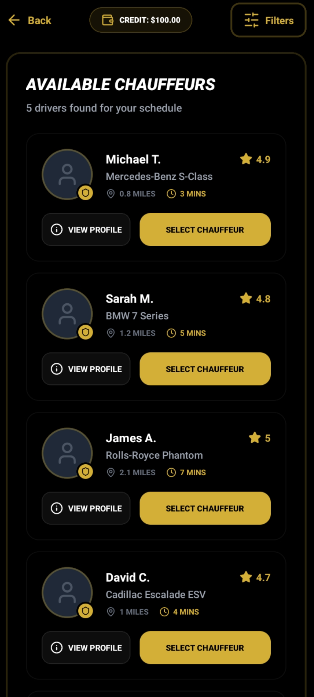 Back
CREDIT: $100.00
Filters
AVAILABLE CHAUFFEURS
5 drivers found for your schedule
Michael T.
4.9
Mercedes-Benz S-Class
0.8 MILES
3 MINS
VIEW PROFILE
SELECT CHAUFFEUR
Sarah M.
4.8
BMW 7 Series
1.2 MILES
5 MINS
VIEW PROFILE
SELECT CHAUFFEUR
James A.
5
Rolls-Royce Phantom
2.1 MILES
7 MINS
VIEW PROFILE
SELECT CHAUFFEUR
David C.
4.7
Cadillac Escalade ESV
1 MILES
4 MINS
VIEW PROFILE
SELECT CHAUFFEUR